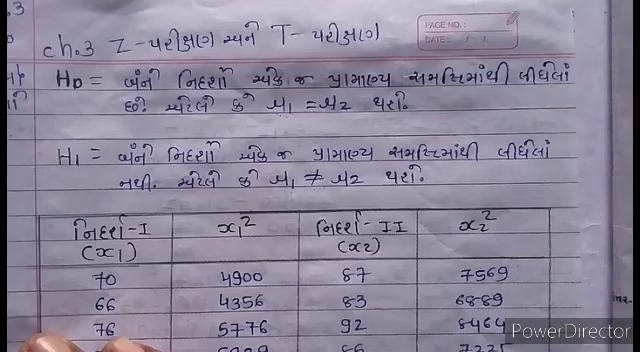 ch.3 Z-પરીક્ષણ અને T-પરીક્ષણ
PAGE NO.:
DATE: / /
H0 = બંને નિદર્શો એક જ પ્રામાણ્ય સમષ્ટિમાંથી લીધેલાં
છે. એટલે કે μ1 = μ2 થશે.
H1 = બંને નિદર્શો એક જ પ્રામાણ્ય સમષ્ટિમાંથી લીધેલાં
નથી. એટલે કે μ1 ≠ μ2 થશે.
નિદર્શ-I (x1) x1² નિદર્શ-II (x2) x2²
70 4900 87 7569
66 4356 83 6889
76 5776 92 8464
86 7225
PowerDirector